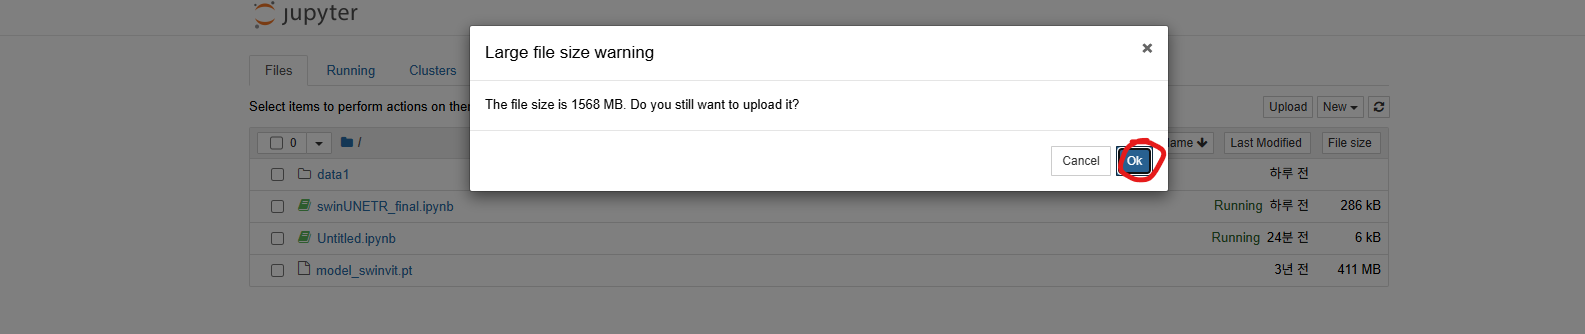 jupyter
Large file size warning ×
Files Running Clusters
The file size is 1568 MB. Do you still want to upload it?
Select items to perform actions on then
Upload New
0 / ame Last Modified File size
Cancel Ok
data1 하루 전
swinUNETR_final.ipynb Running 하루 전 286 kB
Untitled.ipynb Running 24분 전 6 kB
model_swinvit.pt 3년 전 411 MB